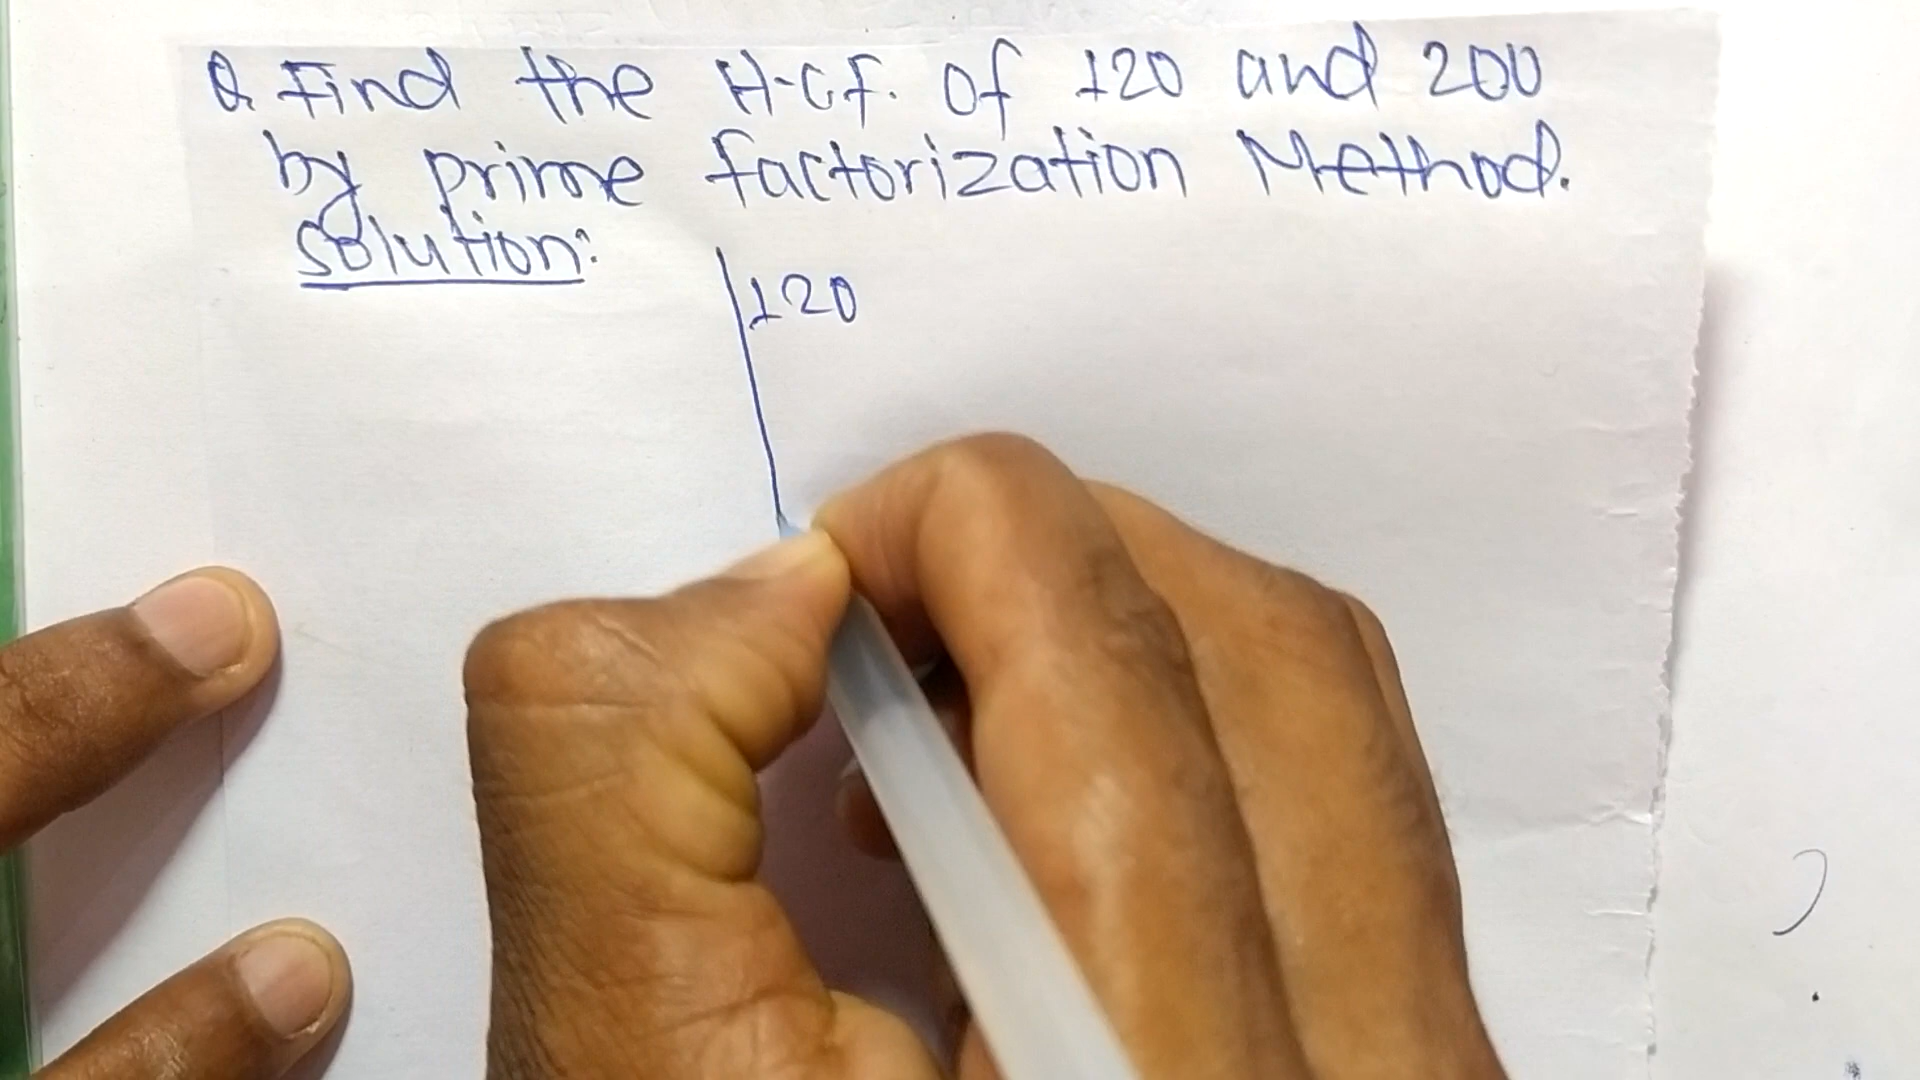 Q. Find the H.C.F. of 120 and 200
by prime factorization Method.
Solution:
120